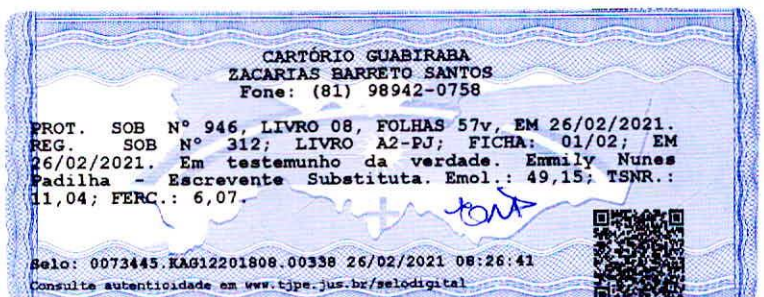 CARTÓRIO GUABIRABA
ZACARIAS BARRETO SANTOS
Fone: (81) 98942-0758
PROT. SOB Nº 946, LIVRO 08, FOLHAS 57v, EM 26/02/2021.
REG. SOB Nº 312; LIVRO A2-PJ; FICHA: 01/02; EM
26/02/2021. Em testemunho da verdade. Emmily Nunes
Padilha - Escrevente Substituta. Emol.: 49,15; TSNR.:
11,04; FERC.: 6,07.
Selo: 0073445.KAG12201808.00338 26/02/2021 08:26:41
Consulte autenticidade em www.tjpe.jus.br/selodigital